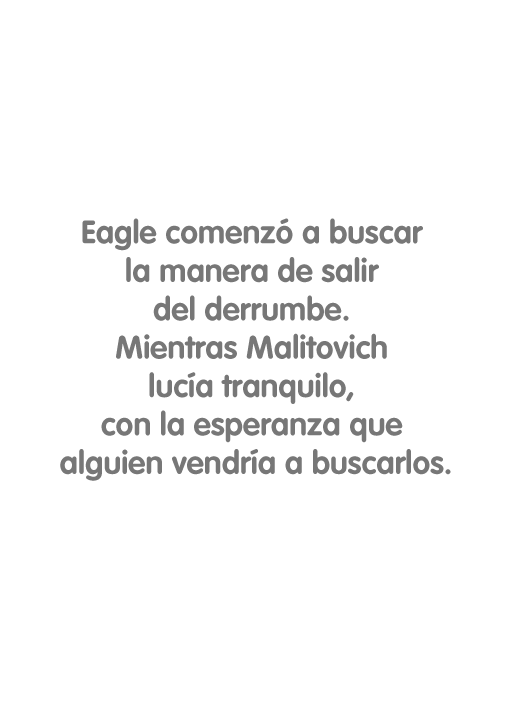 Eagle comenzó a buscar
la manera de salir
del derrumbe.
Mientras Malitovich
lucía tranquilo,
con la esperanza que
alguien vendría a buscarlos.